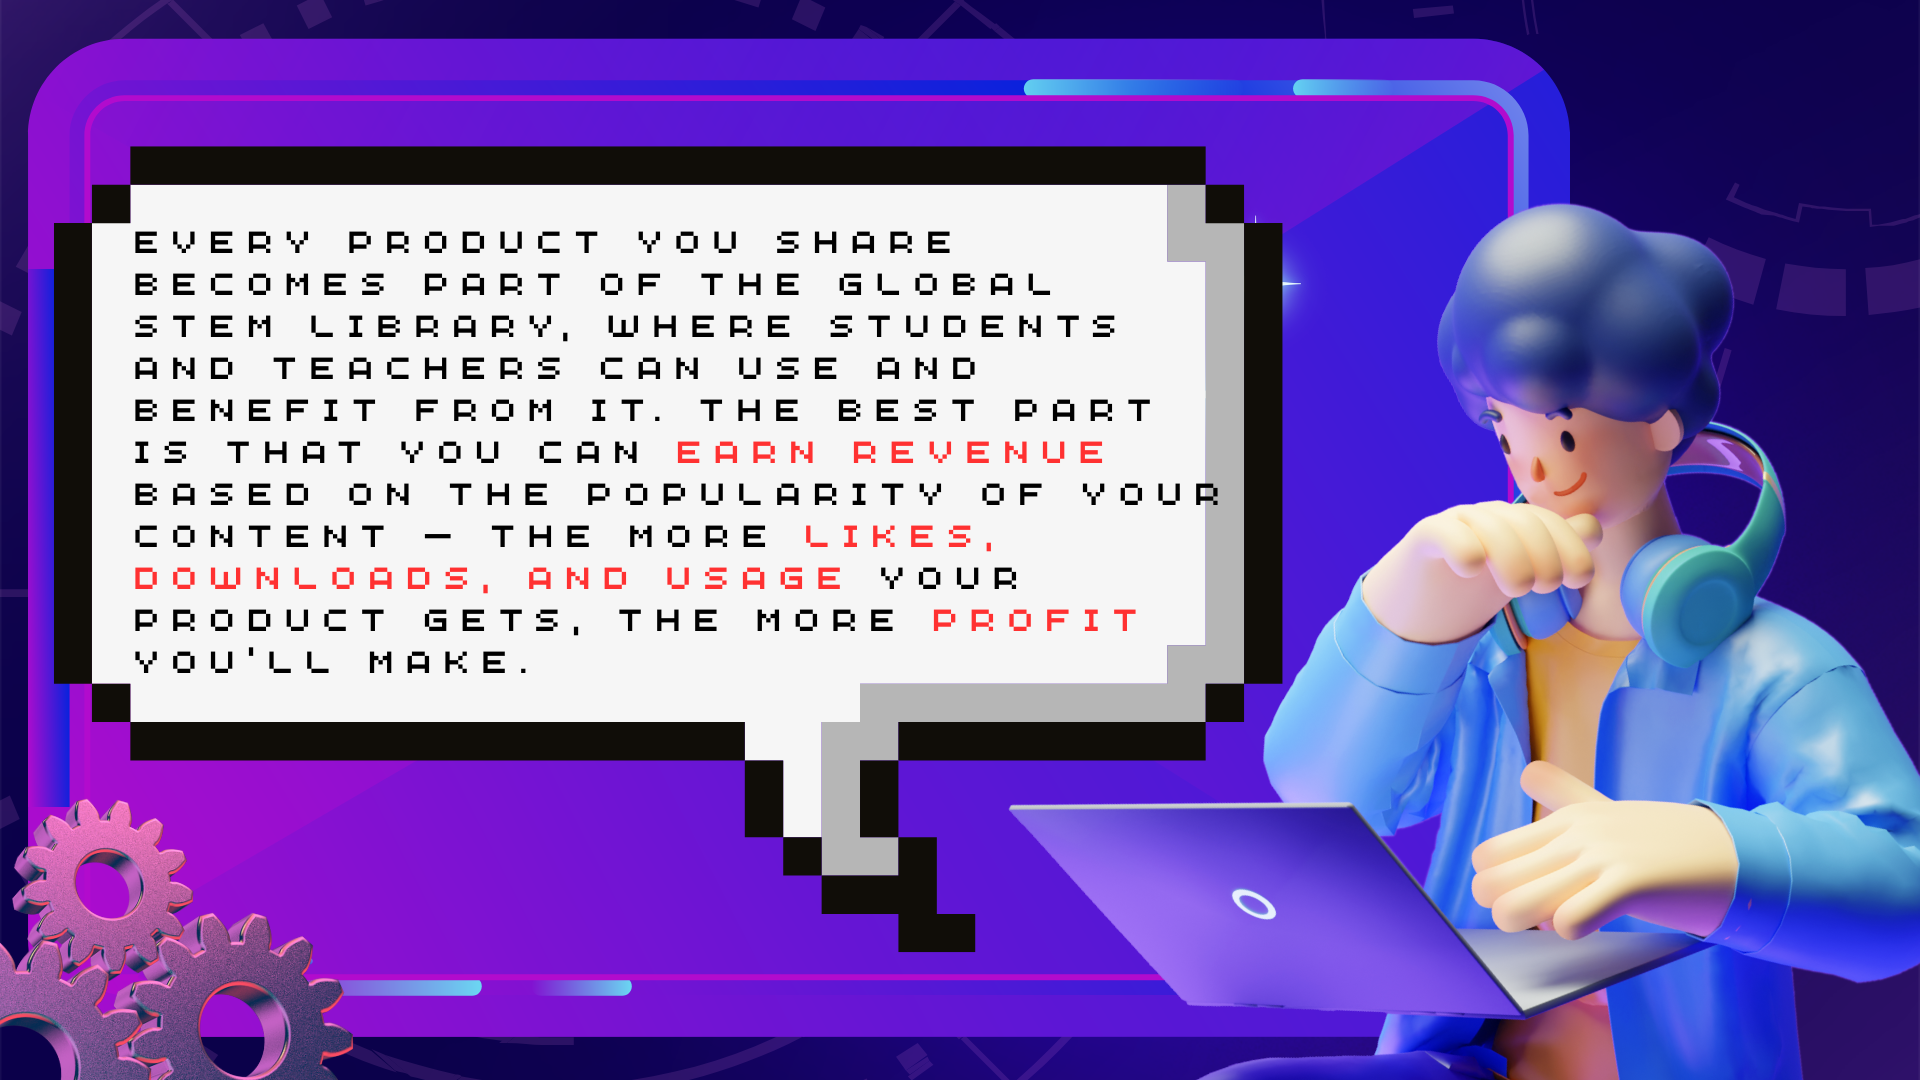 EVERY PRODUCT YOU SHARE
BECOMES PART OF THE GLOBAL
STEM LIBRARY, WHERE STUDENTS
AND TEACHERS CAN USE AND
BENEFIT FROM IT. THE BEST PART
IS THAT YOU CAN EARN REVENUE
BASED ON THE POPULARITY OF YOUR
CONTENT — THE MORE LIKES,
DOWNLOADS, AND USAGE YOUR
PRODUCT GETS, THE MORE PROFIT
YOU'LL MAKE.